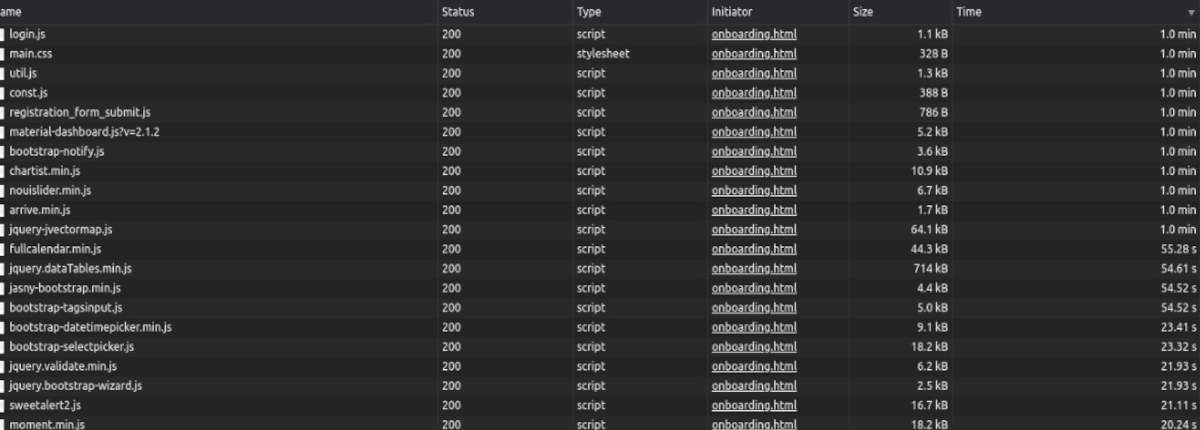 ame Status Type Initiator Size Time
login.js 200 script onboarding.html 1.1 kB 1.0 min
main.css 200 stylesheet onboarding.html 328 B 1.0 min
util.js 200 script onboarding.html 1.3 kB 1.0 min
const.js 200 script onboarding.html 388 B 1.0 min
registration_form_submit.js 200 script onboarding.html 786 B 1.0 min
material-dashboard.js?v=2.1.2 200 script onboarding.html 5.2 kB 1.0 min
bootstrap-notify.js 200 script onboarding.html 3.6 kB 1.0 min
chartist.min.js 200 script onboarding.html 10.9 kB 1.0 min
nouislider.min.js 200 script onboarding.html 6.7 kB 1.0 min
arrive.min.js 200 script onboarding.html 1.7 kB 1.0 min
jquery-jvectormap.js 200 script onboarding.html 64.1 kB 1.0 min
fullcalendar.min.js 200 script onboarding.html 44.3 kB 55.28 s
jquery.dataTables.min.js 200 script onboarding.html 714 kB 54.61 s
jasny-bootstrap.min.js 200 script onboarding.html 4.4 kB 54.52 s
bootstrap-tagsinput.js 200 script onboarding.html 5.0 kB 54.52 s
bootstrap-datetimepicker.min.js 200 script onboarding.html 9.1 kB 23.41 s
bootstrap-selectpicker.js 200 script onboarding.html 18.2 kB 23.32 s
jquery.validate.min.js 200 script onboarding.html 6.2 kB 21.93 s
jquery.bootstrap-wizard.js 200 script onboarding.html 2.5 kB 21.93 s
sweetalert2.js 200 script onboarding.html 16.7 kB 21.11 s
moment.min.js 200 script onboarding.html 18.2 kB 20.24 s